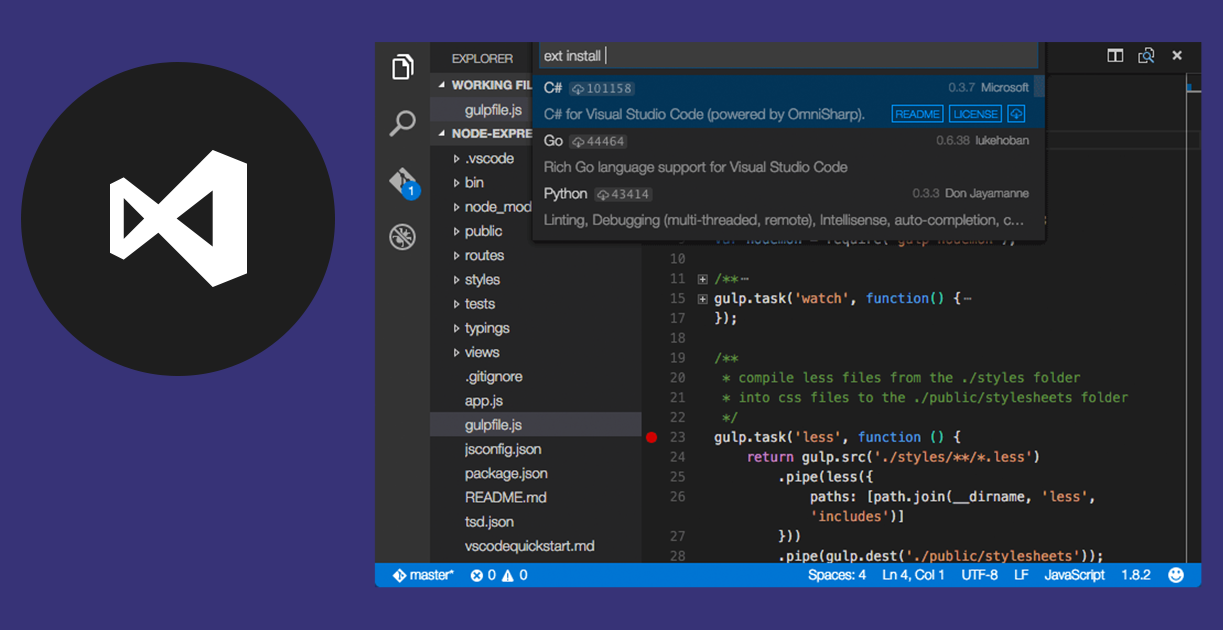 EXPLORER
WORKING FIL
gulpfile.js
NODE-EXPRE
.vscode
bin
node_mod
public
routes
styles
tests
typings
views
.gitignore
app.js
gulpfile.js
jsconfig.json
package.json
README.md
tsd.json
vscodequickstart.md
1
ext install
C# 101158 0.3.7 Microsoft
C# for Visual Studio Code (powered by OmniSharp). README LICENSE
Go 44464 0.6.38 lukehoban
Rich Go language support for Visual Studio Code
Python 43414 0.3.3 Don Jayamanne
Linting, Debugging (multi-threaded, remote), Intellisense, auto-completion, c...
10
11 /**⋯
15 gulp.task('watch', function() {⋯
17 });
18
19 /**
20 * compile less files from the ./styles folder
21 * into css files to the ./public/stylesheets folder
22 */
23 gulp.task('less', function () {
24 return gulp.src('./styles/**/*.less')
25 .pipe(less({
26 paths: [path.join(__dirname, 'less',
'includes')]
27 }))
28 .pipe(gulp.dest('./public/stylesheets'));
master* 0 0 Spaces: 4 Ln 4, Col 1 UTF-8 LF JavaScript 1.8.2